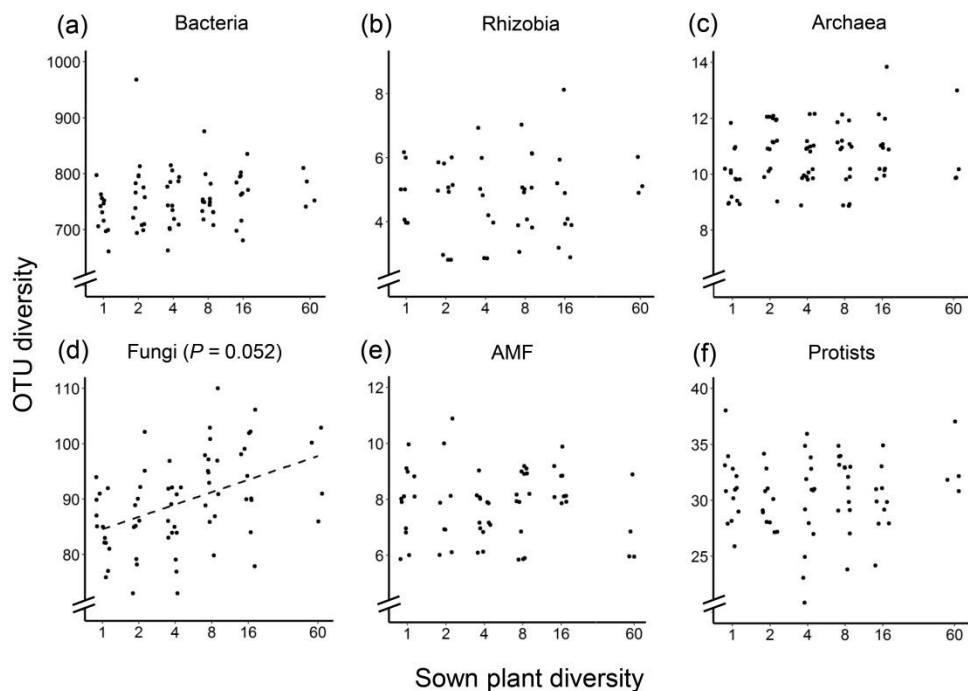 (a) Bacteria
1000
900
800
700
1 2 4 8 16 60
(b) Rhizobia
8
6
4
1 2 4 8 16 60
(c) Archaea
14
12
10
8
1 2 4 8 16 60
OTU diversity
(d) Fungi (P = 0.052)
110
100
90
80
1 2 4 8 16 60
(e) AMF
12
10
8
6
1 2 4 8 16 60
(f) Protists
40
35
30
25
1 2 4 8 16 60
Sown plant diversity